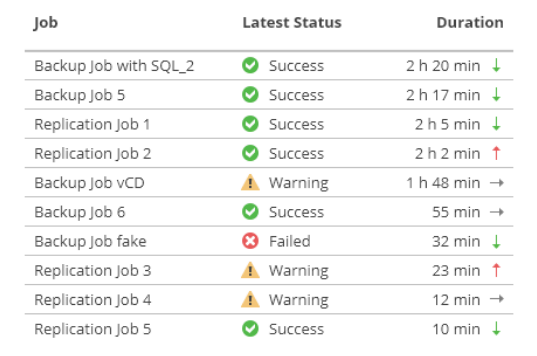 Job Latest Status Duration
Backup Job with SQL_2 Success 2 h 20 min ↓
Backup Job 5 Success 2 h 17 min ↓
Replication Job 1 Success 2 h 5 min ↓
Replication Job 2 Success 2 h 2 min ↑
Backup Job vCD Warning 1 h 48 min →
Backup Job 6 Success 55 min →
Backup Job fake Failed 32 min ↓
Replication Job 3 Warning 23 min ↑
Replication Job 4 Warning 12 min →
Replication Job 5 Success 10 min ↓